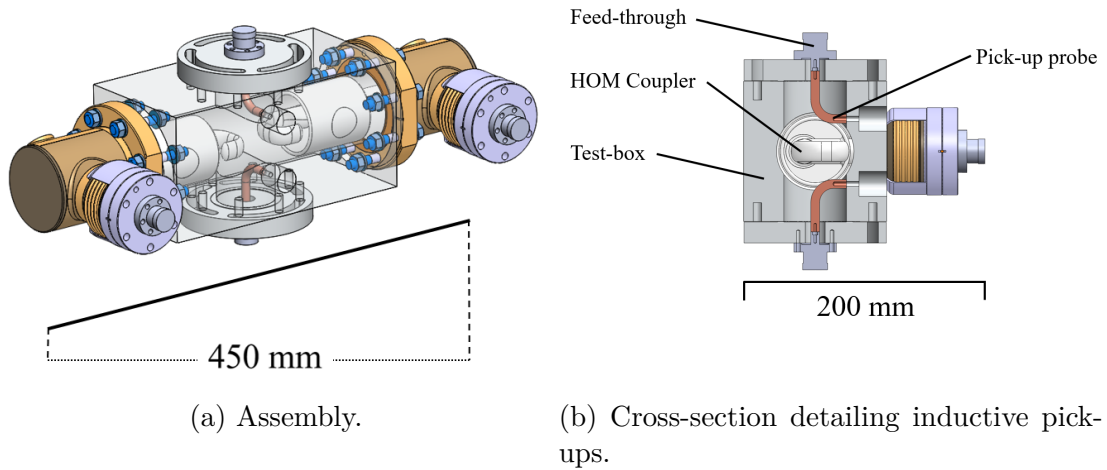 Feed-through
HOM Coupler
Pick-up probe
Test-box
450 mm
200 mm
(a) Assembly.
(b) Cross-section detailing inductive pick-
ups.